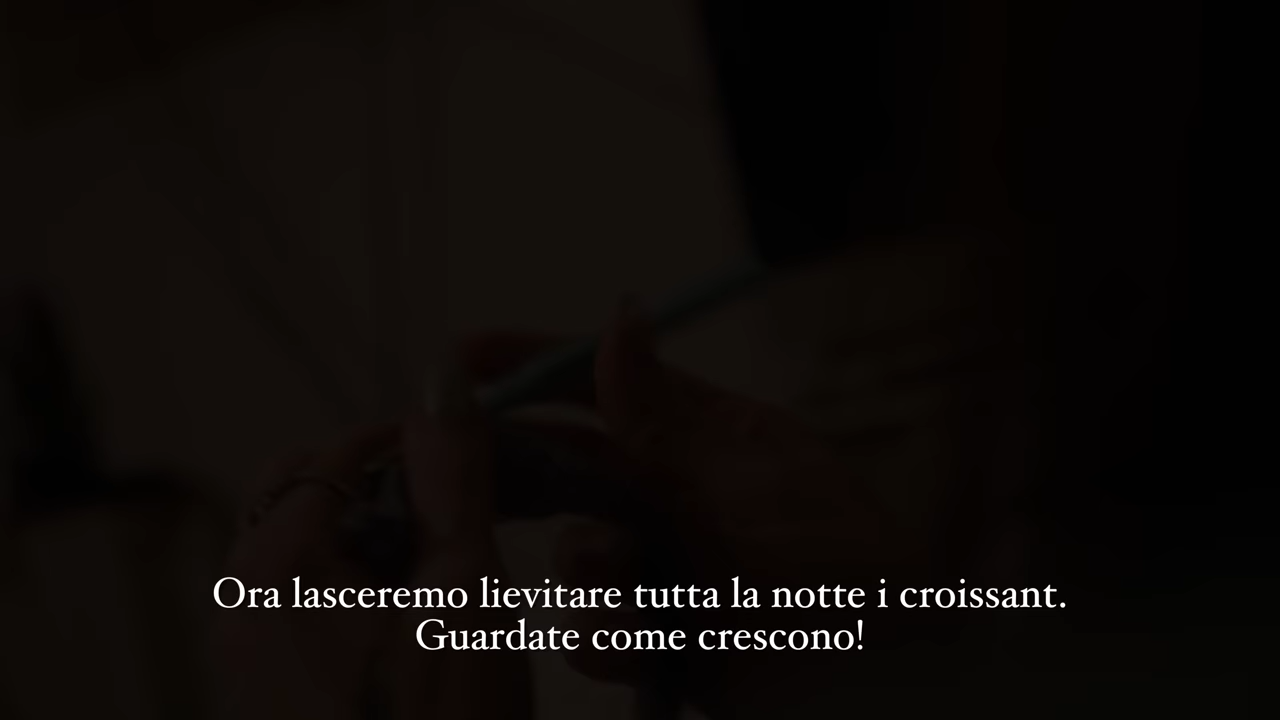 Ora lasceremo lievitare tutta la notte i croissant.
Guardate come crescono!